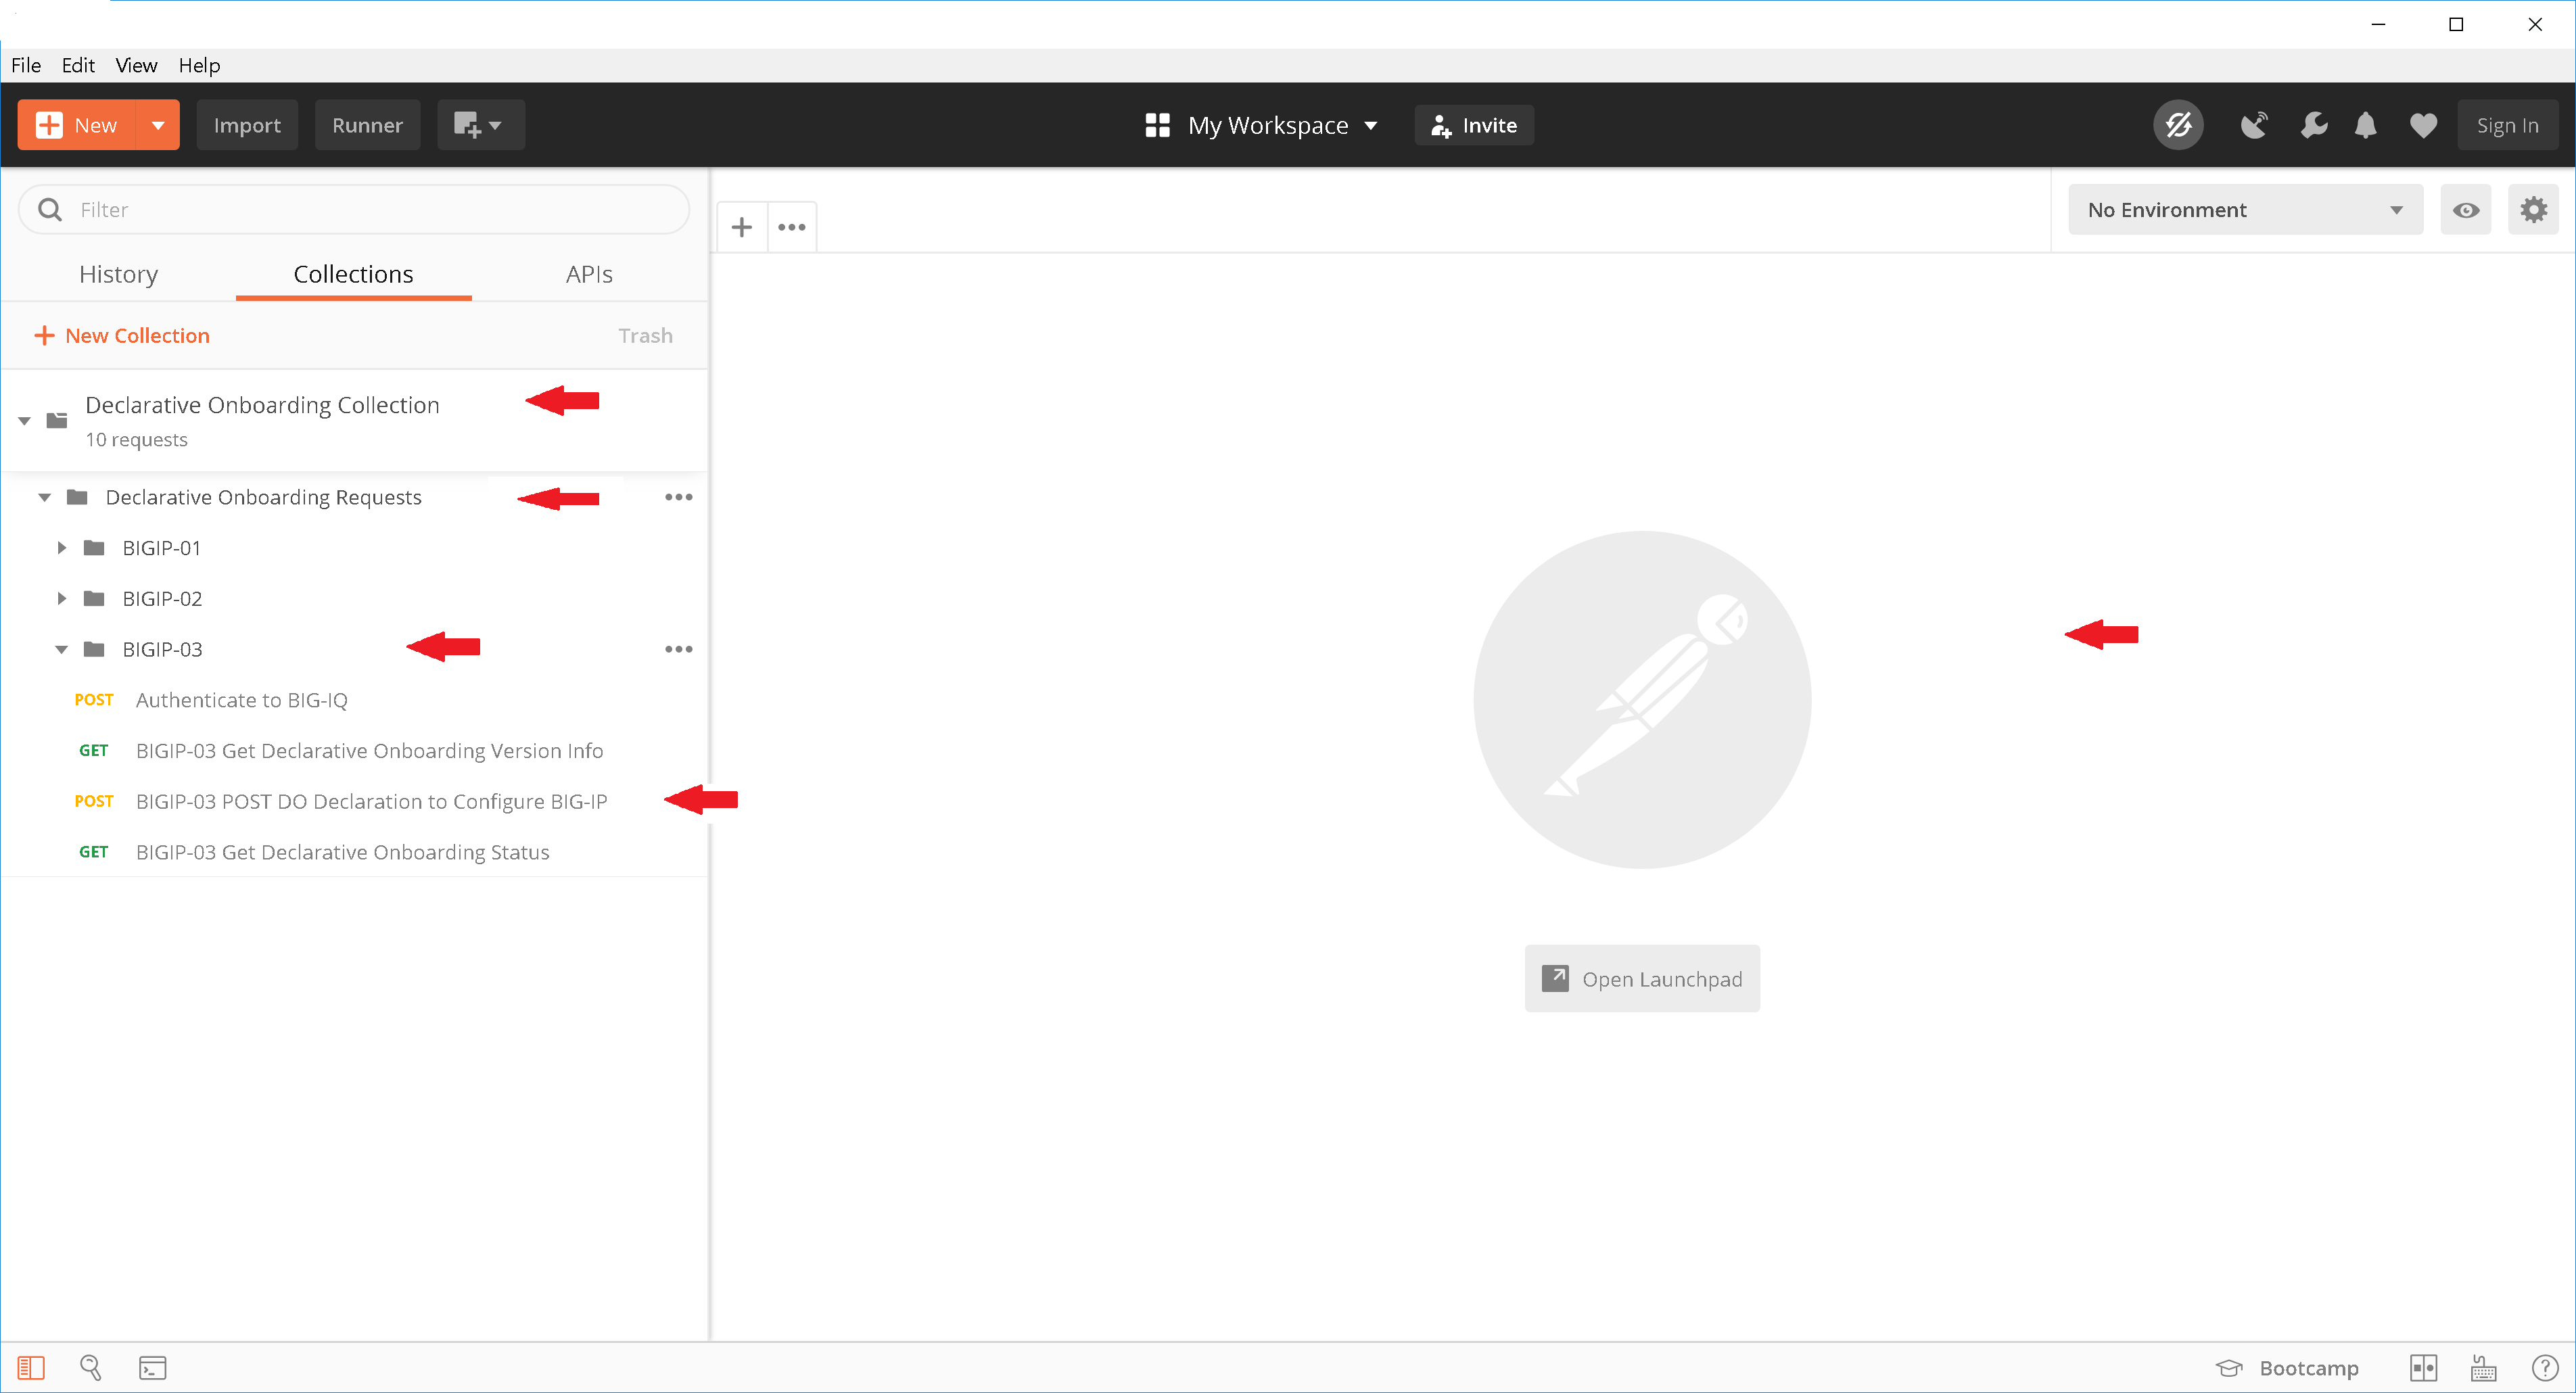 File Edit View Help
New Import Runner My Workspace Invite Sign In
Filter
No Environment
History Collections APIs
New Collection Trash
Declarative Onboarding Collection
10 requests
Declarative Onboarding Requests
BIGIP-01
BIGIP-02
BIGIP-03
POST Authenticate to BIG-IQ
GET BIGIP-03 Get Declarative Onboarding Version Info
POST BIGIP-03 POST DO Declaration to Configure BIG-IP
GET BIGIP-03 Get Declarative Onboarding Status
Open Launchpad
Bootcamp